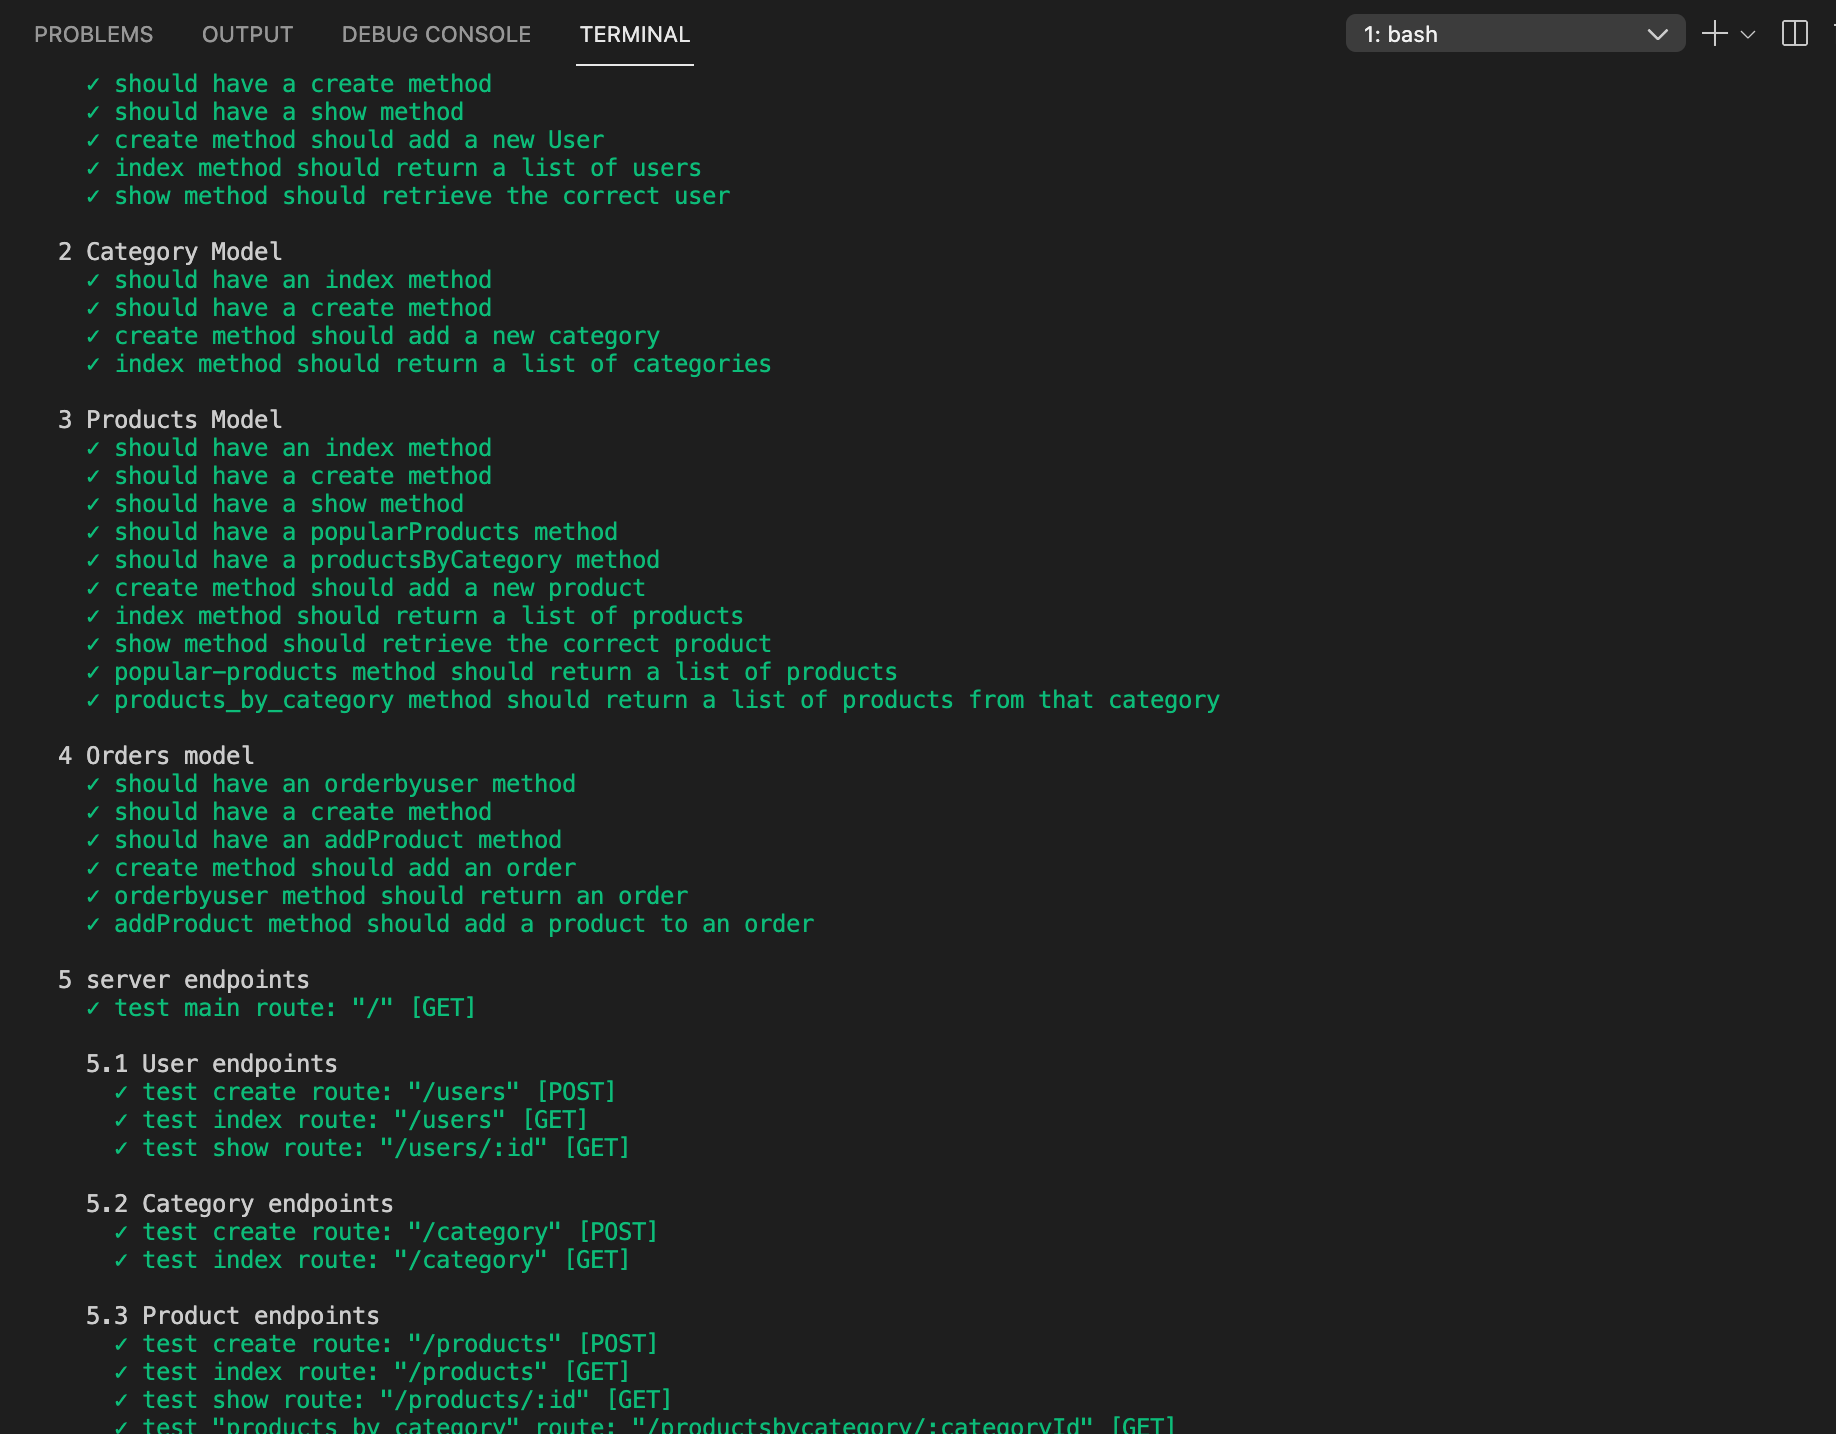 PROBLEMS OUTPUT DEBUG CONSOLE TERMINAL 1: bash
✓ should have a create method
✓ should have a show method
✓ create method should add a new User
✓ index method should return a list of users
✓ show method should retrieve the correct user
2 Category Model
✓ should have an index method
✓ should have a create method
✓ create method should add a new category
✓ index method should return a list of categories
3 Products Model
✓ should have an index method
✓ should have a create method
✓ should have a show method
✓ should have a popularProducts method
✓ should have a productsByCategory method
✓ create method should add a new product
✓ index method should return a list of products
✓ show method should retrieve the correct product
✓ popular-products method should return a list of products
✓ products_by_category method should return a list of products from that category
4 Orders model
✓ should have an orderbyuser method
✓ should have a create method
✓ should have an addProduct method
✓ create method should add an order
✓ orderbyuser method should return an order
✓ addProduct method should add a product to an order
5 server endpoints
✓ test main route: "/" [GET]
5.1 User endpoints
✓ test create route: "/users" [POST]
✓ test index route: "/users" [GET]
✓ test show route: "/users/:id" [GET]
5.2 Category endpoints
✓ test create route: "/category" [POST]
✓ test index route: "/category" [GET]
5.3 Product endpoints
✓ test create route: "/products" [POST]
✓ test index route: "/products" [GET]
✓ test show route: "/products/:id" [GET]
✓ test "products by category" route: "/productsbycategory/:categoryId" [GET]